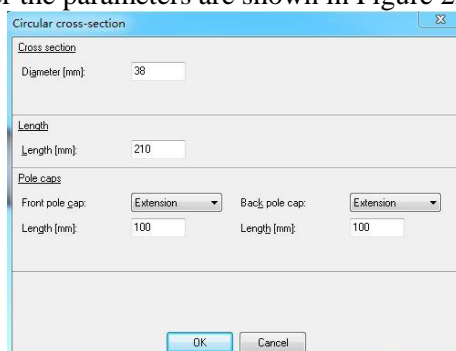 er the parameters are shown in Figure 2.
Circular cross-section
Cross section
Diameter [mm]: 38
Length
Length [mm]: 210
Pole caps
Front pole cap: Extension Back pole cap: Extension
Length [mm]: 100 Length [mm]: 100
OK Cancel